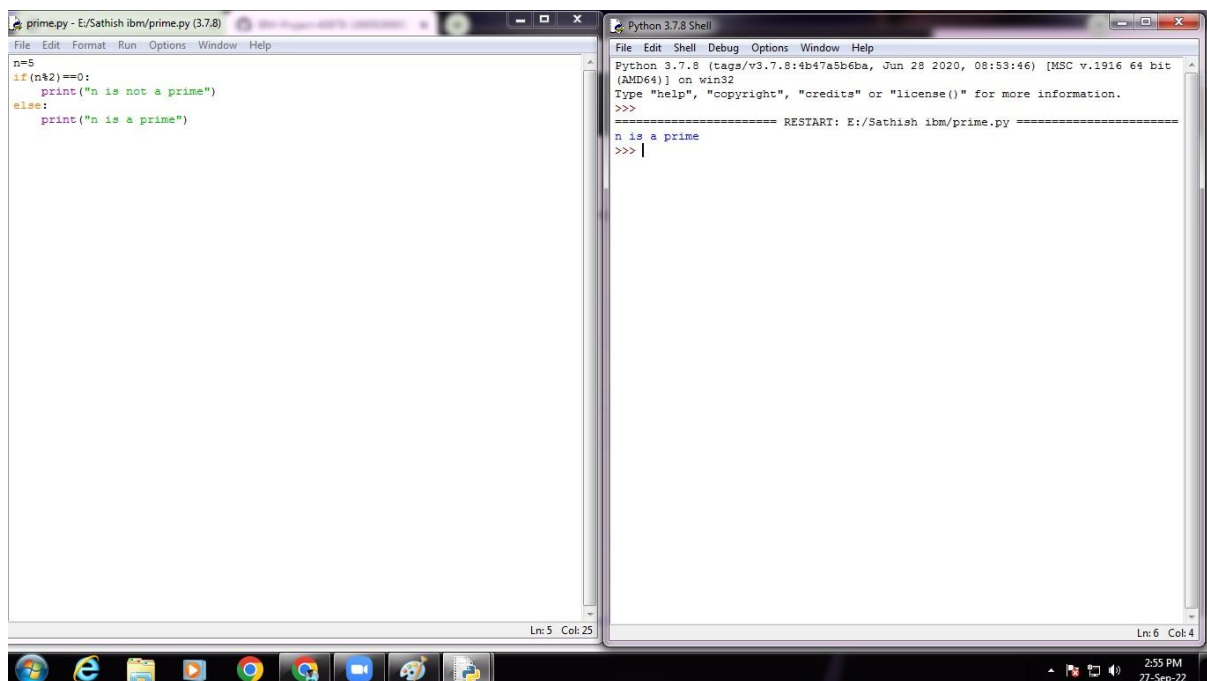 prime.py - E:/Sathish ibm/prime.py (3.7.8)
File Edit Format Run Options Window Help
n=5
if(n%2)==0:
    print("n is not a prime")
else:
    print("n is a prime")
Ln: 5 Col: 25
Python 3.7.8 Shell
File Edit Shell Debug Options Window Help
Python 3.7.8 (tags/v3.7.8:4b47a5b6ba, Jun 28 2020, 08:53:46) [MSC v.1916 64 bit
(AMD64)] on win32
Type "help", "copyright", "credits" or "license()" for more information.
>>>
======================= RESTART: E:/Sathish ibm/prime.py =======================
n is a prime
>>>
Ln: 6 Col: 4
2:55 PM
27-Sep-22